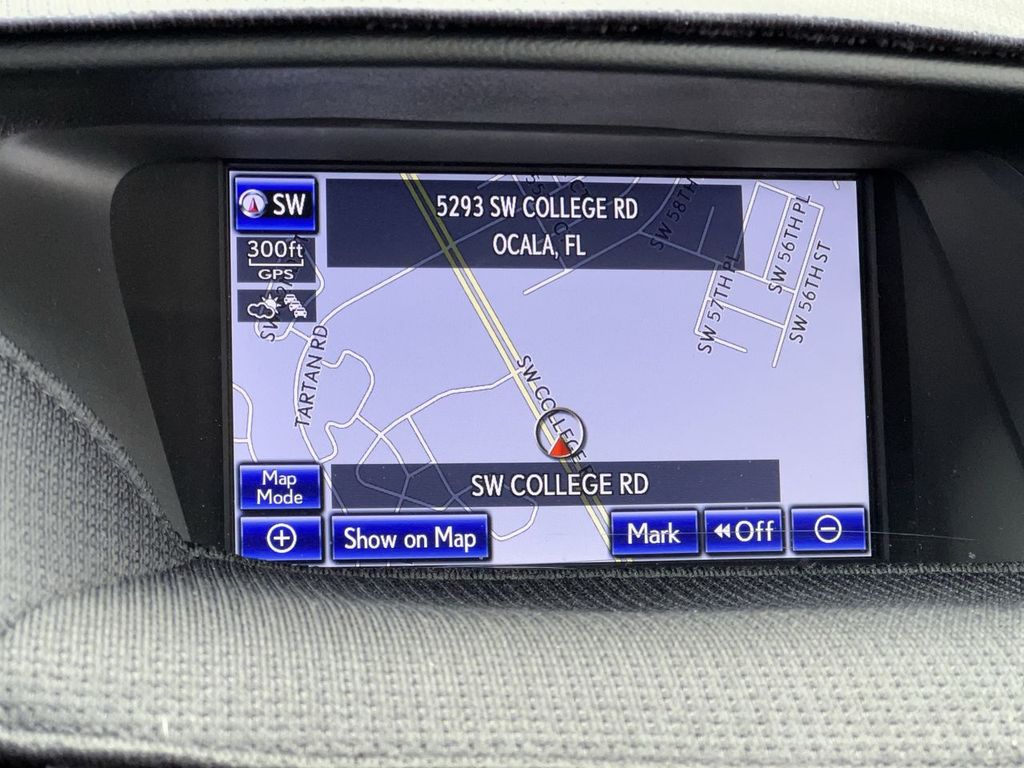 SW
5293 SW COLLEGE RD
OCALA, FL
300ft
GPS
SW 58TH
SW 57TH PL
SW 56TH PL
SW 56TH ST
TARTAN RD
SW COLLEGE
SW COLLEGE RD
Map
Mode
Show on Map
Mark
Off